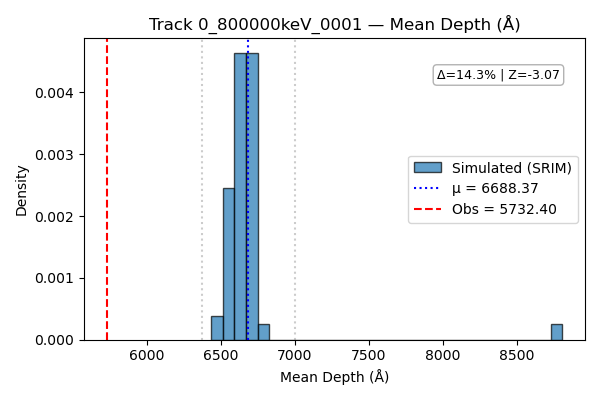 Track 0_800000keV_0001 — Mean Depth (Å)
Δ=14.3% | Z=-3.07
Simulated (SRIM)
μ = 6688.37
Obs = 5732.40
Density
0.004
0.003
0.002
0.001
0.000
6000 6500 7000 7500 8000 8500
Mean Depth (Å)